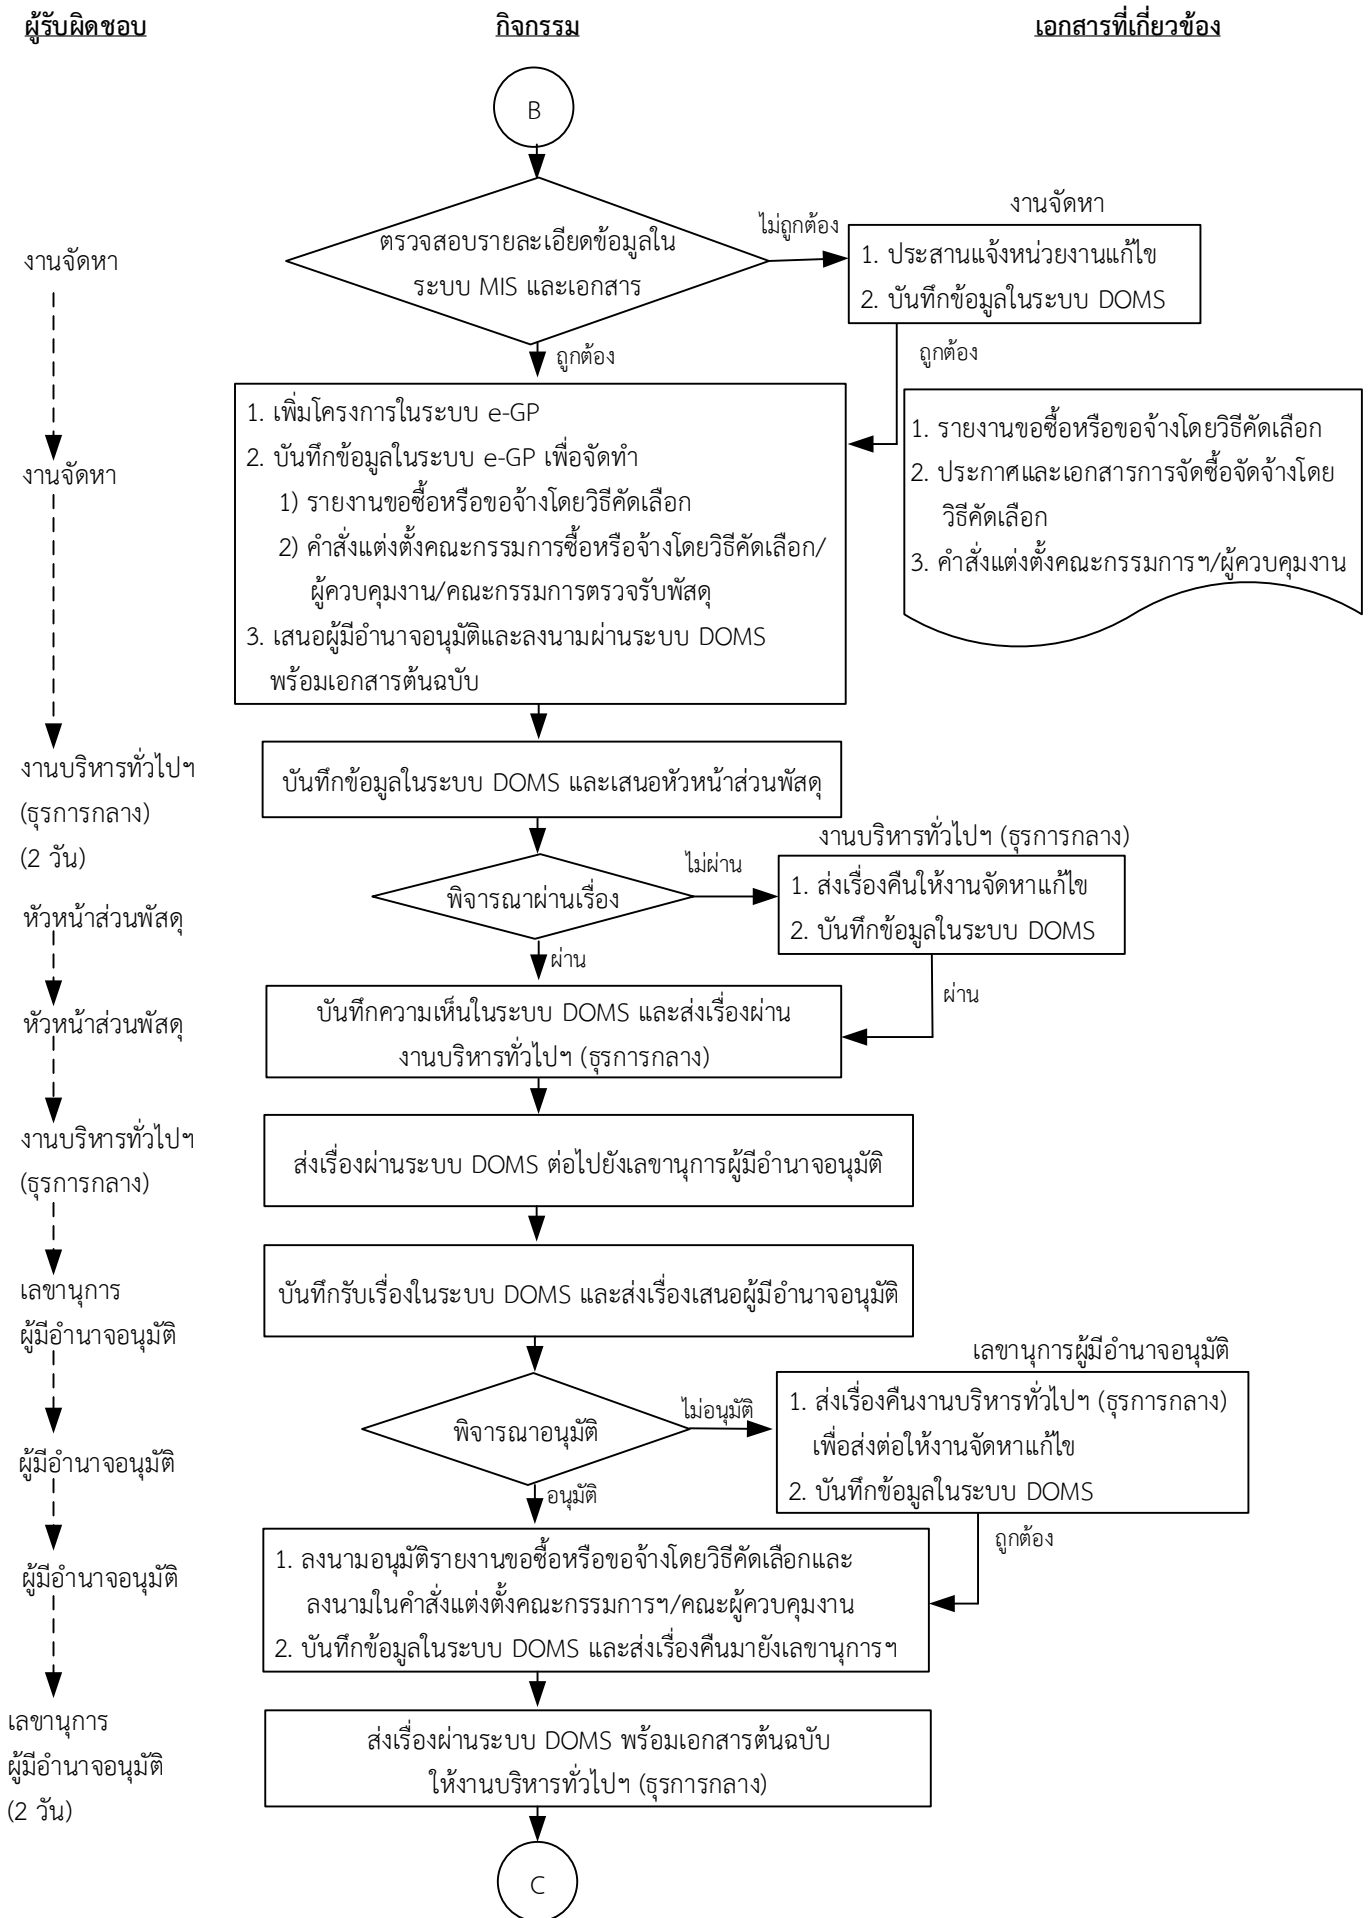 ผู้รับผิดชอบ
กิจกรรม
เอกสารที่เกี่ยวข้อง
B
งานจัดหา
ตรวจสอบรายละเอียดข้อมูลใน
ระบบ MIS และเอกสาร
ไม่ถูกต้อง
งานจัดหา
1. ประสานแจ้งหน่วยงานแก้ไข
2. บันทึกข้อมูลในระบบ DOMS
ถูกต้อง
ถูกต้อง
งานจัดหา
1. เพิ่มโครงการในระบบ e-GP
2. บันทึกข้อมูลในระบบ e-GP เพื่อจัดทำ
1) รายงานขอซื้อหรือขอจ้างโดยวิธีคัดเลือก
2) คำสั่งแต่งตั้งคณะกรรมการซื้อหรือจ้างโดยวิธีคัดเลือก/
ผู้ควบคุมงาน/คณะกรรมการตรวจรับพัสดุ
3. เสนอผู้มีอำนาจอนุมัติและลงนามผ่านระบบ DOMS
พร้อมเอกสารต้นฉบับ
1. รายงานขอซื้อหรือขอจ้างโดยวิธีคัดเลือก
2. ประกาศและเอกสารการจัดซื้อจัดจ้างโดย
วิธีคัดเลือก
3. คำสั่งแต่งตั้งคณะกรรมการฯ/ผู้ควบคุมงาน
งานบริหารทั่วไปฯ
(ธุรการกลาง)
(2 วัน)
บันทึกข้อมูลในระบบ DOMS และเสนอหัวหน้าส่วนพัสดุ
หัวหน้าส่วนพัสดุ
พิจารณาผ่านเรื่อง
ไม่ผ่าน
งานบริหารทั่วไปฯ (ธุรการกลาง)
1. ส่งเรื่องคืนให้งานจัดหาแก้ไข
2. บันทึกข้อมูลในระบบ DOMS
ผ่าน
ผ่าน
หัวหน้าส่วนพัสดุ
บันทึกความเห็นในระบบ DOMS และส่งเรื่องผ่าน
งานบริหารทั่วไปฯ (ธุรการกลาง)
งานบริหารทั่วไปฯ
(ธุรการกลาง)
ส่งเรื่องผ่านระบบ DOMS ต่อไปยังเลขานุการผู้มีอำนาจอนุมัติ
เลขานุการ
ผู้มีอำนาจอนุมัติ
บันทึกรับเรื่องในระบบ DOMS และส่งเรื่องเสนอผู้มีอำนาจอนุมัติ
ผู้มีอำนาจอนุมัติ
พิจารณาอนุมัติ
ไม่อนุมัติ
เลขานุการผู้มีอำนาจอนุมัติ
1. ส่งเรื่องคืนงานบริหารทั่วไปฯ (ธุรการกลาง)
เพื่อส่งต่อให้งานจัดหาแก้ไข
2. บันทึกข้อมูลในระบบ DOMS
อนุมัติ
ถูกต้อง
ผู้มีอำนาจอนุมัติ
1. ลงนามอนุมัติรายงานขอซื้อหรือขอจ้างโดยวิธีคัดเลือกและ
ลงนามในคำสั่งแต่งตั้งคณะกรรมการฯ/คณะผู้ควบคุมงาน
2. บันทึกข้อมูลในระบบ DOMS และส่งเรื่องคืนมายังเลขานุการฯ
เลขานุการ
ผู้มีอำนาจอนุมัติ
(2 วัน)
ส่งเรื่องผ่านระบบ DOMS พร้อมเอกสารต้นฉบับ
ให้งานบริหารทั่วไปฯ (ธุรการกลาง)
C